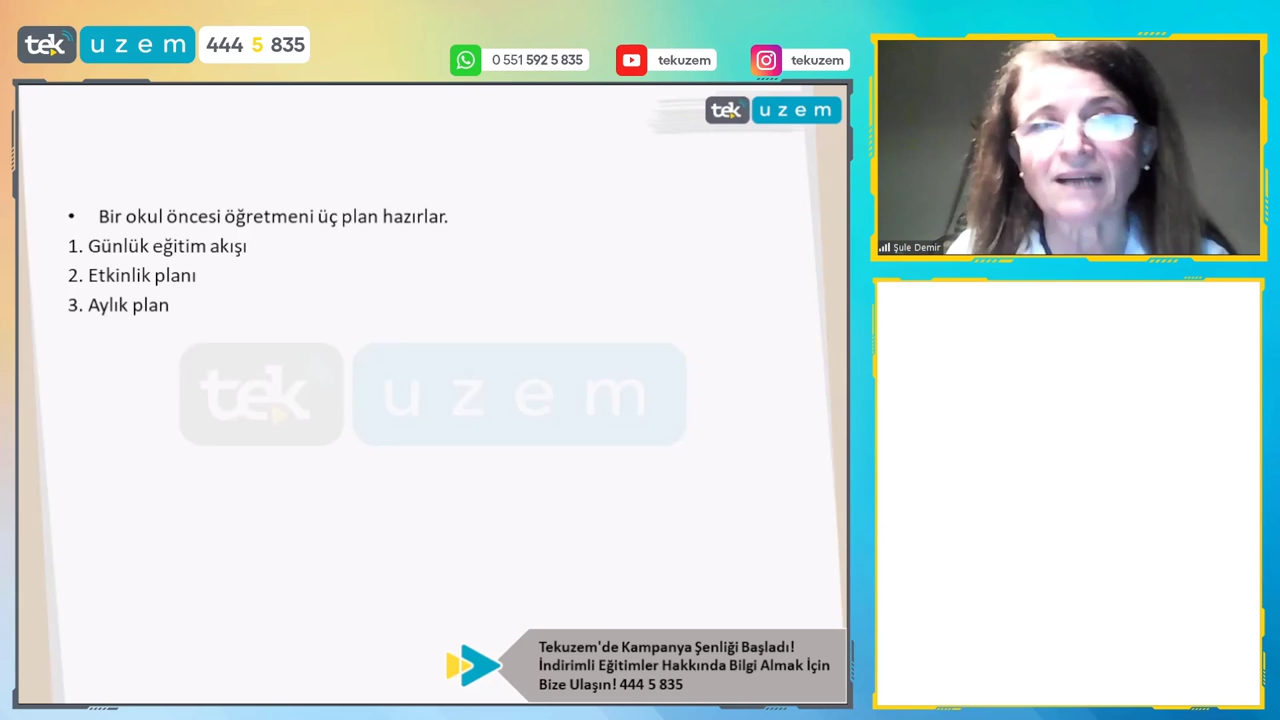 tek uzem 444 5 835
0 551 592 5 835
tekuzem
tekuzem
tek uzem
• Bir okul öncesi öğretmeni üç plan hazırlar.
1. Günlük eğitim akışı
2. Etkinlik planı
3. Aylık plan
tek uzem
Tekuzem'de Kampanya Şenliği Başladı!
İndirimli Eğitimler Hakkında Bilgi Almak İçin
Bize Ulaşın! 444 5 835
Şule Demir